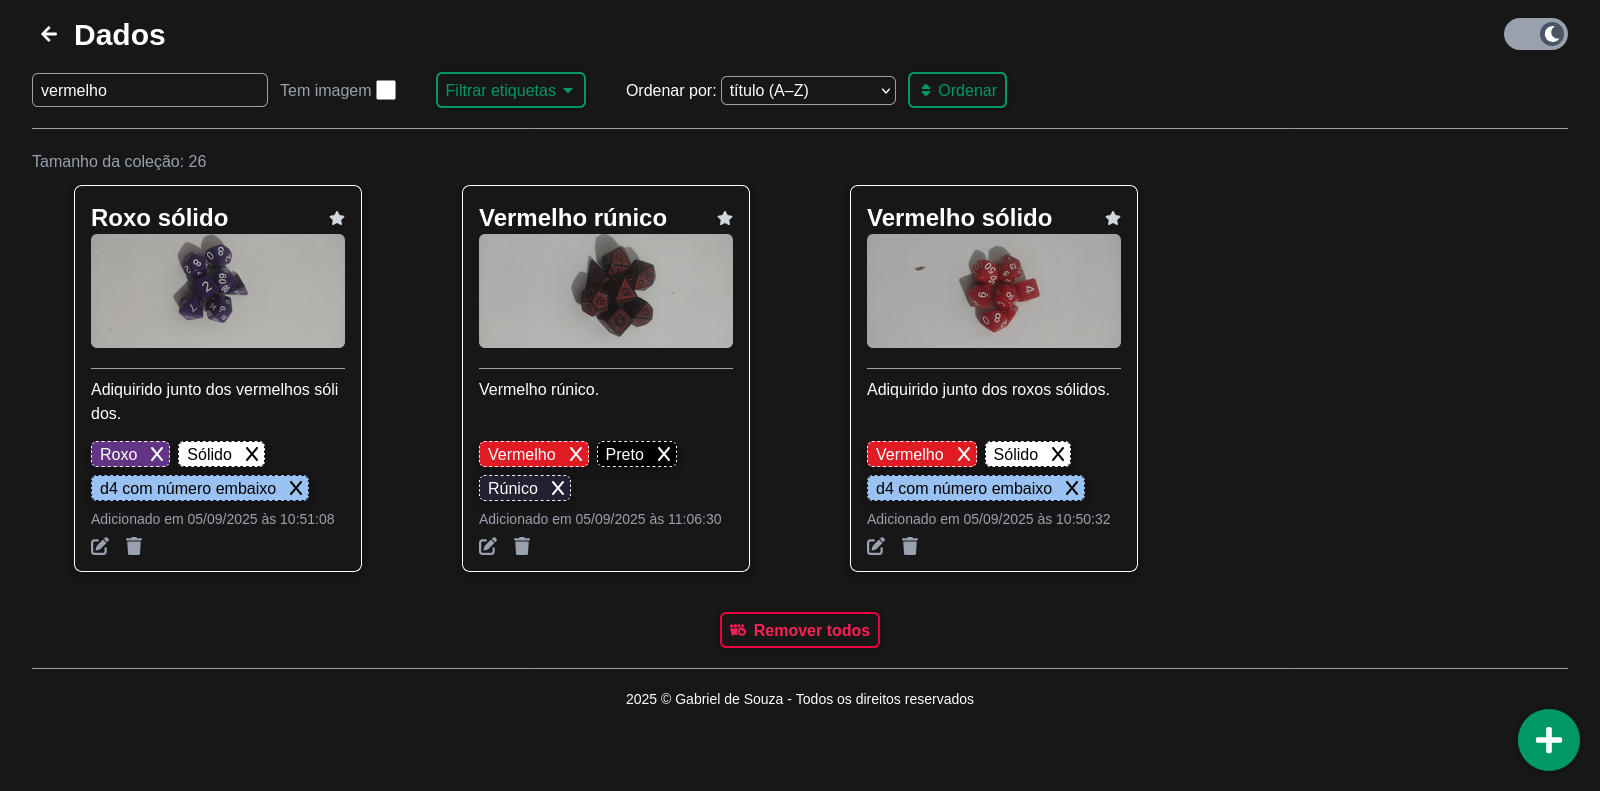 Dados
vermelho
Tem imagem
Filtrar etiquetas
Ordenar por:
título (A–Z)
Ordenar
Tamanho da coleção: 26
Roxo sólido
Adquirido junto dos vermelhos sóli
dos.
Roxo X Sólido X
d4 com número embaixo X
Adicionado em 05/09/2025 às 10:51:08
Vermelho rúnico
Vermelho rúnico.
Vermelho X Preto X
Rúnico X
Adicionado em 05/09/2025 às 11:06:30
Vermelho sólido
Adiquirido junto dos roxos sólidos.
Vermelho X Sólido X
d4 com número embaixo X
Adicionado em 05/09/2025 às 10:50:32
Remover todos
2025 © Gabriel de Souza - Todos os direitos reservados